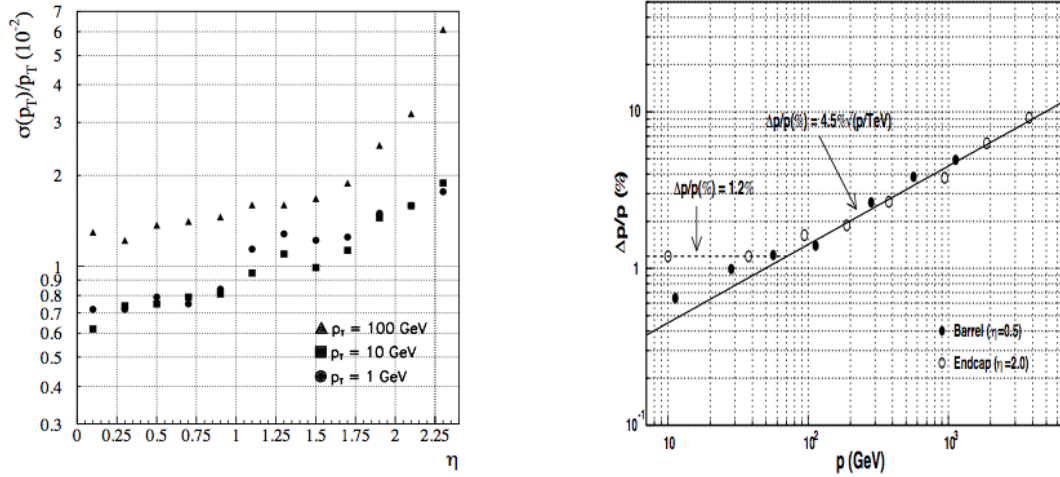 σ(p_T)/p_T (10^-2)
7
6
5
4
3
2
1
0.9
0.8
0.7
0.6
0.5
0.4
0.3
▲ p_T = 100 GeV
■ p_T = 10 GeV
● p_T = 1 GeV
0 0.25 0.5 0.75 1 1.25 1.5 1.75 2 2.25
η
Δp/p (%)
10
1
10^-1
Δp/p(%) = 4.5%√(p/TeV)
Δp/p(%) = 1.2%
Barrel (η=0.5)
Endcap (η=2.0)
10 10^2 10^3
p (GeV)